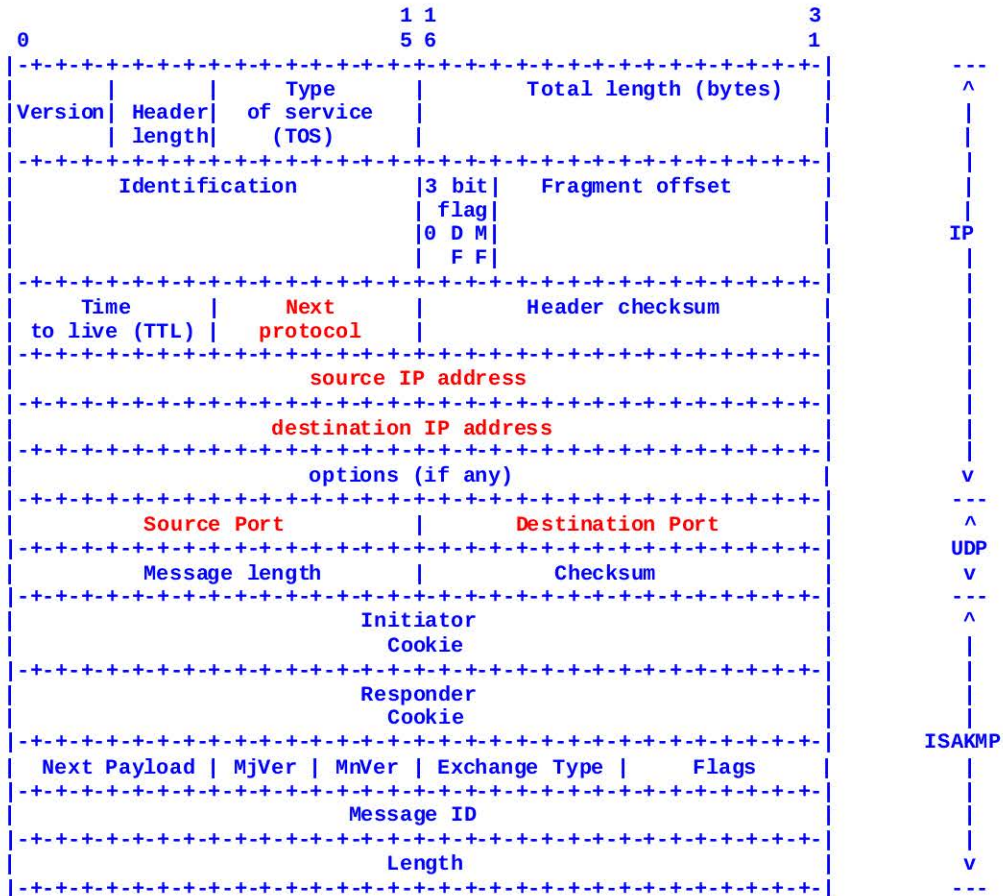 1 1 3
0 5 6 1
|-+-+-+-+-+-+-+-+-+-+-+-+-+-+-+-+-+-+-+-+-+-+-+-+-+-+-+-+-+-+-+-| ---
| | | Type | Total length (bytes) | ^
|Version| Header| of service | | |
| | length| (TOS) | | |
|-+-+-+-+-+-+-+-+-+-+-+-+-+-+-+-+-+-+-+-+-+-+-+-+-+-+-+-+-+-+-+-| |
| Identification |3 bit| Fragment offset | |
| | flag| | |
| |0 D M| | IP
| | F F| | |
|-+-+-+-+-+-+-+-+-+-+-+-+-+-+-+-+-+-+-+-+-+-+-+-+-+-+-+-+-+-+-+-| |
| Time | Next | Header checksum | |
| to live (TTL) | protocol | | |
|-+-+-+-+-+-+-+-+-+-+-+-+-+-+-+-+-+-+-+-+-+-+-+-+-+-+-+-+-+-+-+-| |
| source IP address | |
|-+-+-+-+-+-+-+-+-+-+-+-+-+-+-+-+-+-+-+-+-+-+-+-+-+-+-+-+-+-+-+-| |
| destination IP address | |
|-+-+-+-+-+-+-+-+-+-+-+-+-+-+-+-+-+-+-+-+-+-+-+-+-+-+-+-+-+-+-+-| |
| options (if any) | v
|-+-+-+-+-+-+-+-+-+-+-+-+-+-+-+-+-+-+-+-+-+-+-+-+-+-+-+-+-+-+-+-| ---
| Source Port | Destination Port | ^
|-+-+-+-+-+-+-+-+-+-+-+-+-+-+-+-+-+-+-+-+-+-+-+-+-+-+-+-+-+-+-+-| UDP
| Message length | Checksum | v
|-+-+-+-+-+-+-+-+-+-+-+-+-+-+-+-+-+-+-+-+-+-+-+-+-+-+-+-+-+-+-+-| ---
| Initiator | ^
| Cookie | |
|-+-+-+-+-+-+-+-+-+-+-+-+-+-+-+-+-+-+-+-+-+-+-+-+-+-+-+-+-+-+-+-| |
| Responder | |
| Cookie | |
|-+-+-+-+-+-+-+-+-+-+-+-+-+-+-+-+-+-+-+-+-+-+-+-+-+-+-+-+-+-+-+-| ISAKMP
| Next Payload | MjVer | MnVer | Exchange Type | Flags | |
|-+-+-+-+-+-+-+-+-+-+-+-+-+-+-+-+-+-+-+-+-+-+-+-+-+-+-+-+-+-+-+-| |
| Message ID | |
|-+-+-+-+-+-+-+-+-+-+-+-+-+-+-+-+-+-+-+-+-+-+-+-+-+-+-+-+-+-+-+-| |
| Length | v
|-+-+-+-+-+-+-+-+-+-+-+-+-+-+-+-+-+-+-+-+-+-+-+-+-+-+-+-+-+-+-+-| ---